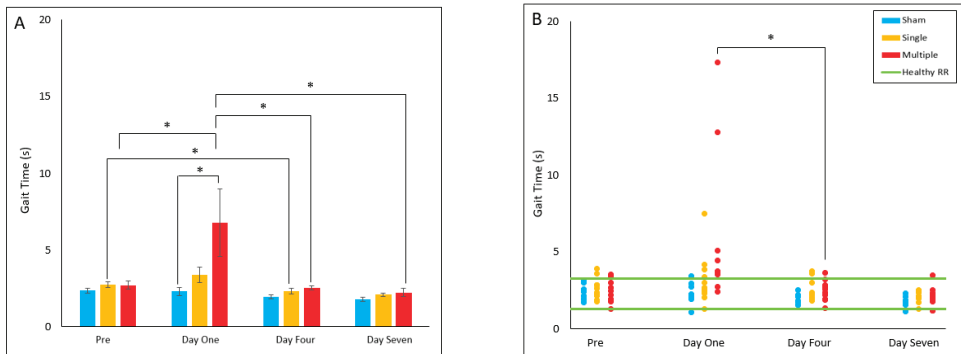 A
20
15
10
5
0
Gait Time (s)
*
*
*
*
*
Pre
Day One
Day Four
Day Seven
B
20
15
10
5
0
Gait Time (s)
*
Sham
Single
Multiple
Healthy RR
Pre
Day One
Day Four
Day Seven